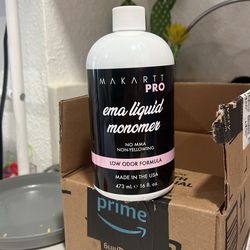 MAKARTT
PRO
ema liquid
monomer
NO MMA
NON-YELLOWING
LOW ODOR FORMULA
MADE IN THE USA
473 mL • 16 fl. oz.
prime